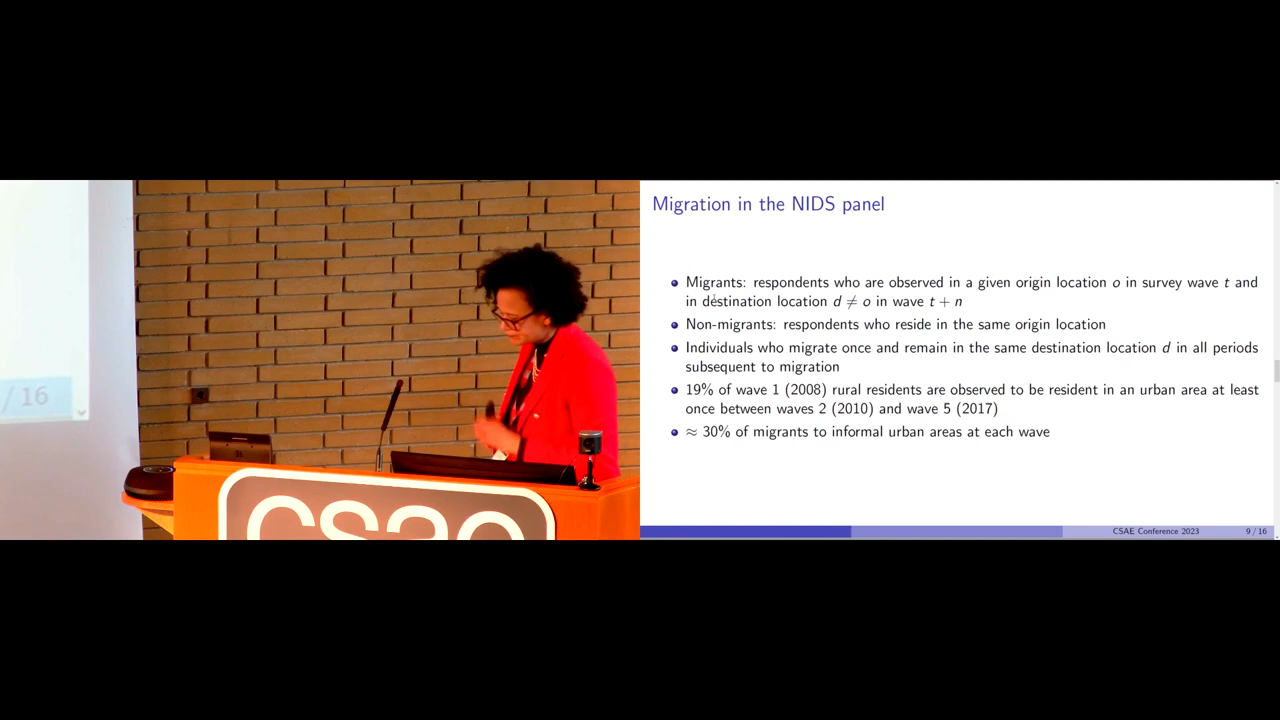 / 16
csae
Migration in the NIDS panel
Migrants: respondents who are observed in a given origin location o in survey wave t and
in destination location d ≠ o in wave t + n
Non-migrants: respondents who reside in the same origin location
Individuals who migrate once and remain in the same destination location d in all periods
subsequent to migration
19% of wave 1 (2008) rural residents are observed to be resident in an urban area at least
once between waves 2 (2010) and wave 5 (2017)
≈ 30% of migrants to informal urban areas at each wave
CSAE Conference 2023 9 / 16